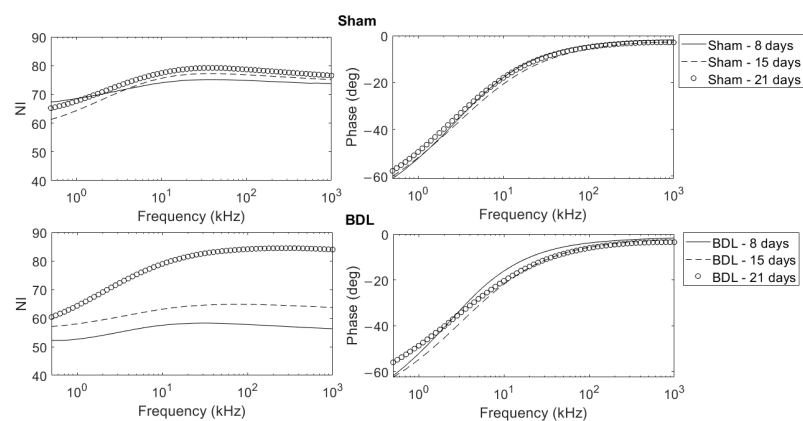 Sham
90
80
70
60
50
40
NI
10^0
10^1
10^2
10^3
Frequency (kHz)
0
−20
−40
−60
Phase (deg)
10^0
10^1
10^2
10^3
Frequency (kHz)
Sham - 8 days
Sham - 15 days
Sham - 21 days
BDL
90
80
70
60
50
40
NI
10^0
10^1
10^2
10^3
Frequency (kHz)
0
−20
−40
−60
Phase (deg)
10^0
10^1
10^2
10^3
Frequency (kHz)
BDL - 8 days
BDL - 15 days
BDL - 21 days